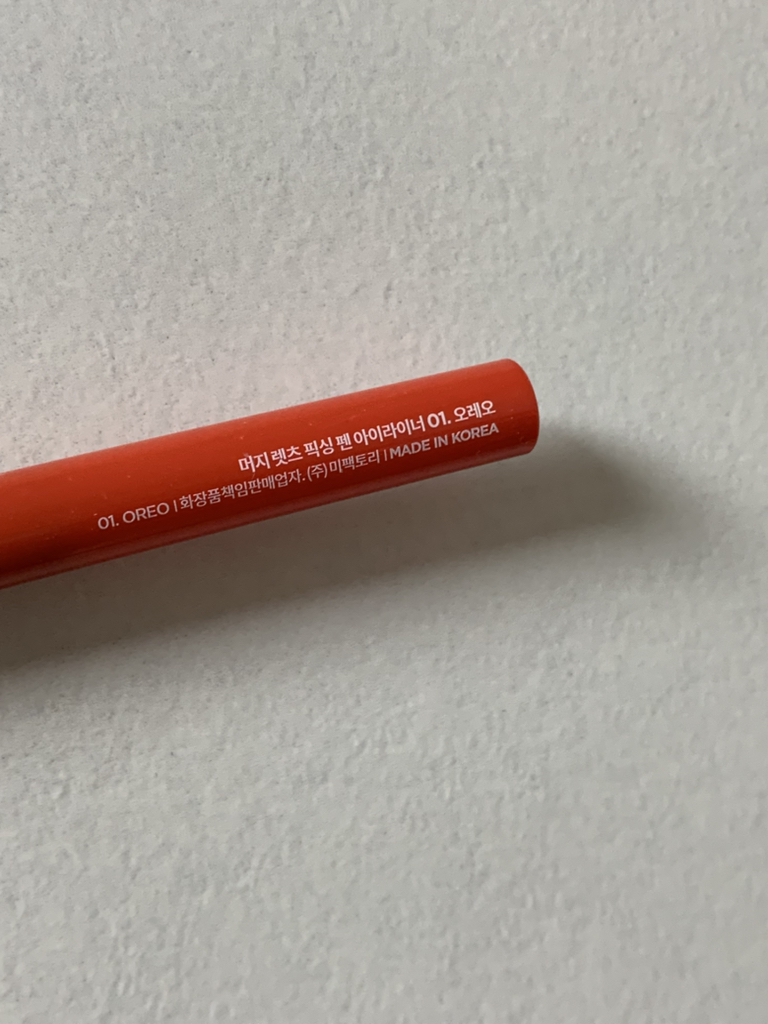 머지 렛츠 픽싱 펜 아이라이너 01. 오레오
01. OREO | 화장품책임판매업자. (주)미팩토리 | MADE IN KOREA